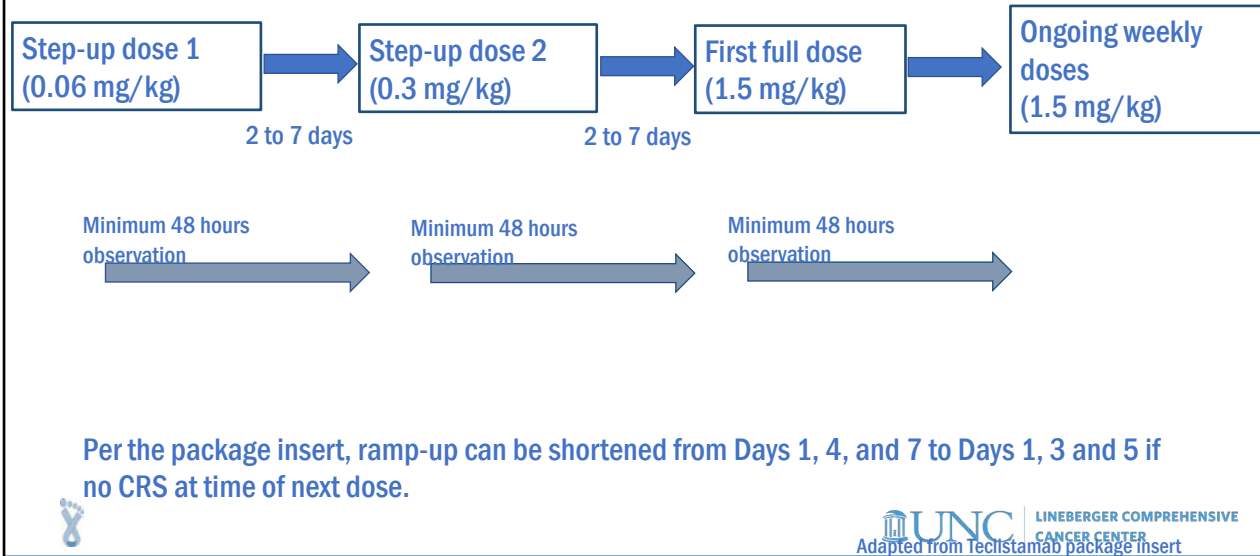 Step-up dose 1
(0.06 mg/kg)
Step-up dose 2
(0.3 mg/kg)
First full dose
(1.5 mg/kg)
Ongoing weekly
doses
(1.5 mg/kg)
2 to 7 days
2 to 7 days
Minimum 48 hours
observation
Minimum 48 hours
observation
Minimum 48 hours
observation
Per the package insert, ramp-up can be shortened from Days 1, 4, and 7 to Days 1, 3 and 5 if
no CRS at time of next dose.
UNC
LINEBERGER COMPREHENSIVE
CANCER CENTER
Adapted from Teclistamab package insert